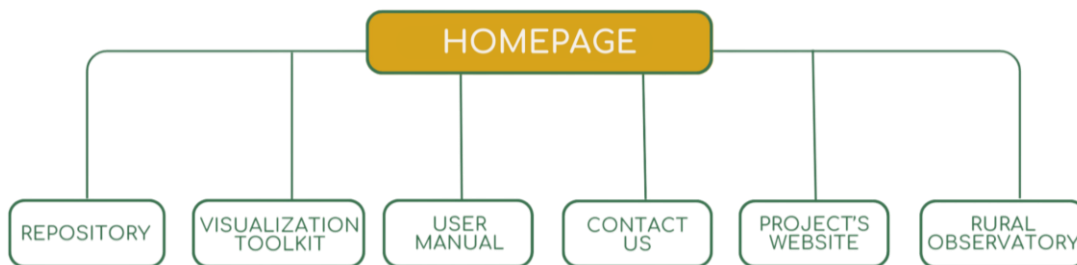 HOMEPAGE
REPOSITORY
VISUALIZATION
TOOLKIT
USER
MANUAL
CONTACT
US
PROJECT'S
WEBSITE
RURAL
OBSERVATORY